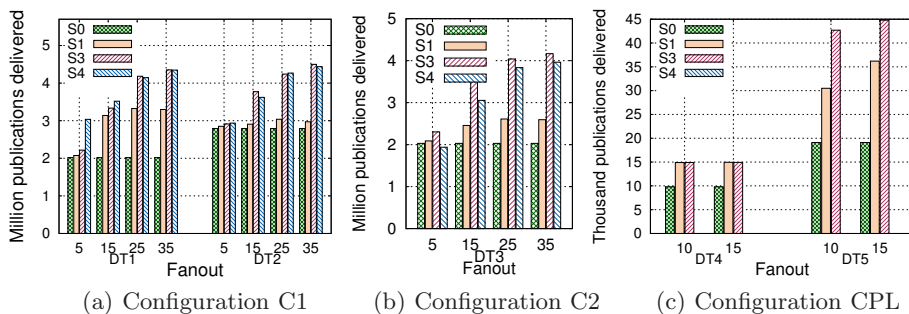 Million publications delivered
5
4
3
2
1
0
S0
S1
S3
S4
5 15 25 35 5 15 25 35
DT1 DT2
Fanout
(a) Configuration C1
Million publications delivered
5
4
3
2
1
0
S0
S1
S3
S4
5 15 25 35
DT3
Fanout
(b) Configuration C2
Thousand publications delivered
45
40
35
30
25
20
15
10
5
0
S0
S1
S3
S4
10 15 10 15
DT4 DT5
Fanout
(c) Configuration CPL